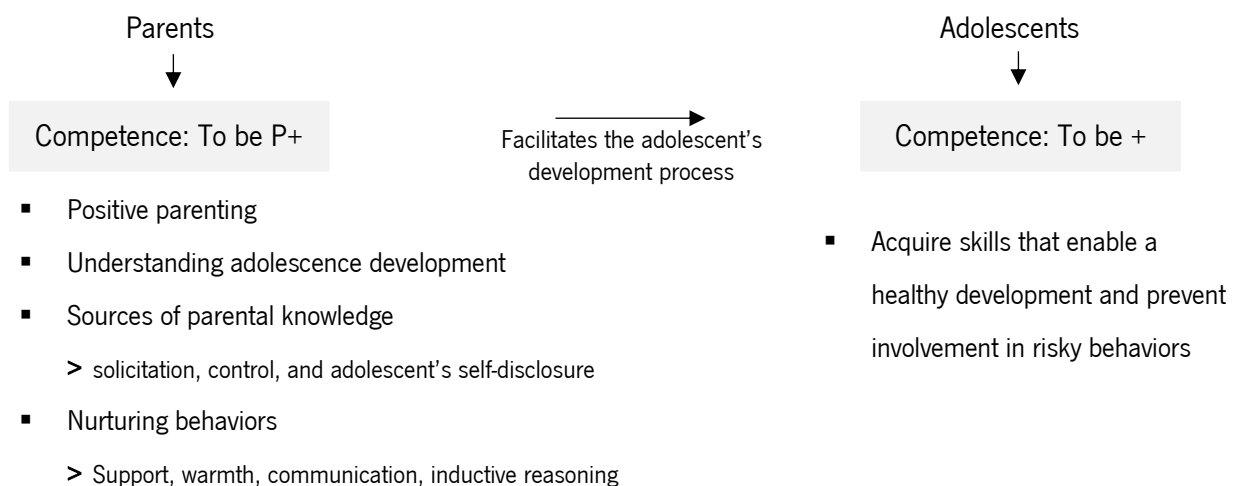 Parents
Competence: To be P+
▪ Positive parenting
▪ Understanding adolescence development
▪ Sources of parental knowledge
> solicitation, control, and adolescent's self-disclosure
▪ Nurturing behaviors
> Support, warmth, communication, inductive reasoning
Facilitates the adolescent's
development process
Adolescents
Competence: To be +
▪ Acquire skills that enable a
healthy development and prevent
involvement in risky behaviors